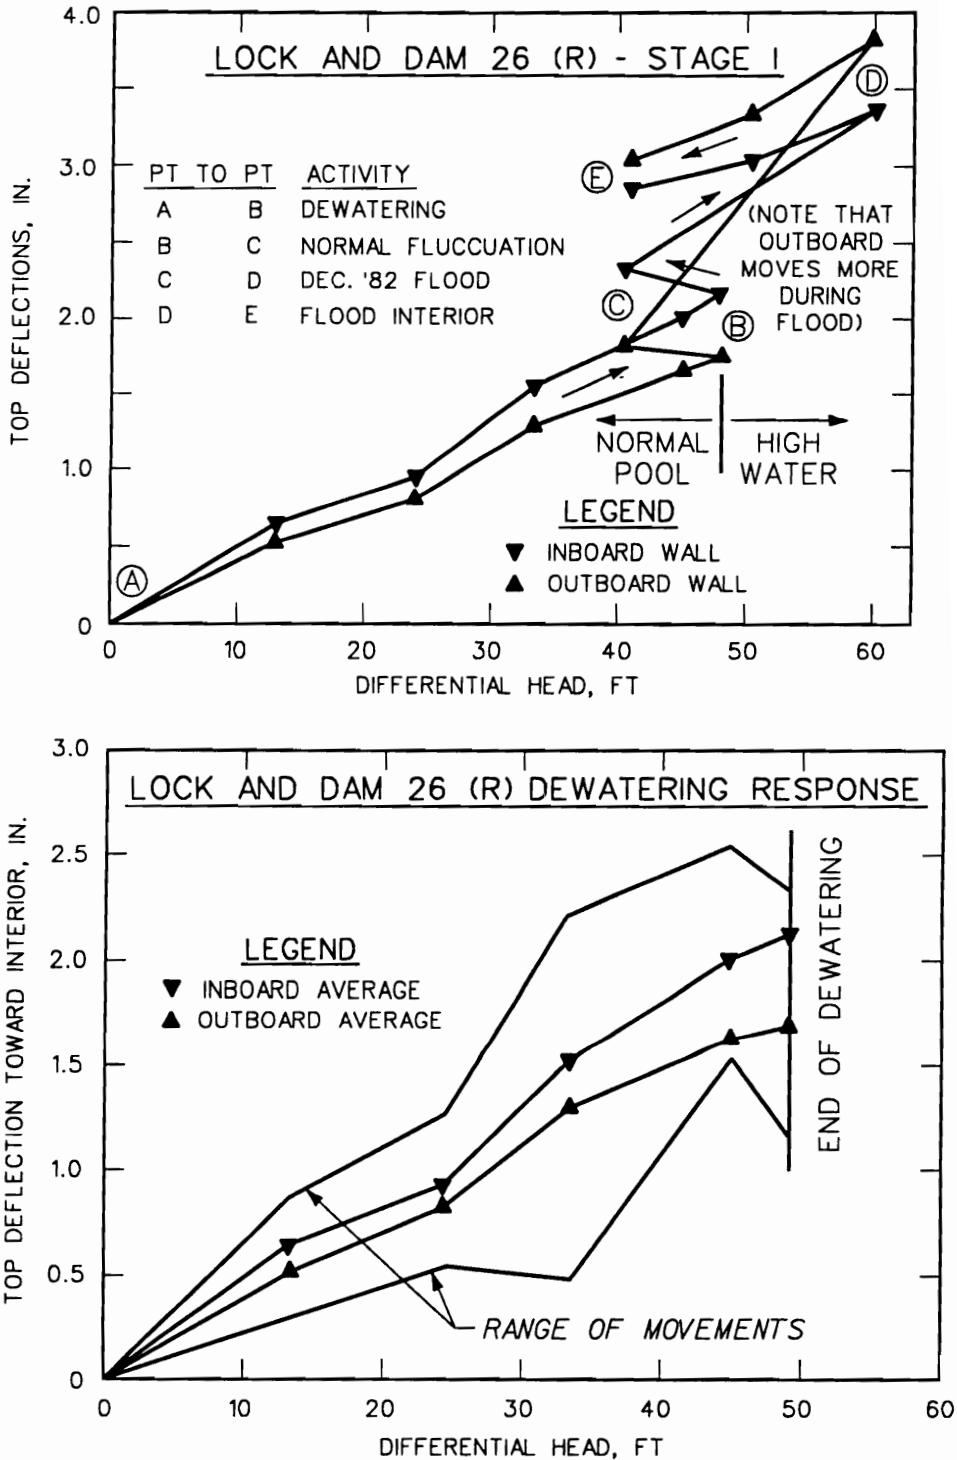 4.0
LOCK AND DAM 26 (R) - STAGE I
D
3.0
E
PT TO PT ACTIVITY
A B DEWATERING
B C NORMAL FLUCCUATION
C D DEC. '82 FLOOD
D E FLOOD INTERIOR
(NOTE THAT
OUTBOARD
MOVES MORE
DURING
FLOOD)
C
B
2.0
TOP DEFLECTIONS, IN.
NORMAL
POOL
HIGH
WATER
1.0
LEGEND
INBOARD WALL
OUTBOARD WALL
A
0
0 10 20 30 40 50 60
DIFFERENTIAL HEAD, FT
3.0
LOCK AND DAM 26 (R) DEWATERING RESPONSE
2.5
LEGEND
INBOARD AVERAGE
OUTBOARD AVERAGE
2.0
END OF DEWATERING
1.5
TOP DEFLECTION TOWARD INTERIOR, IN.
1.0
0.5
RANGE OF MOVEMENTS
0
0 10 20 30 40 50 60
DIFFERENTIAL HEAD, FT